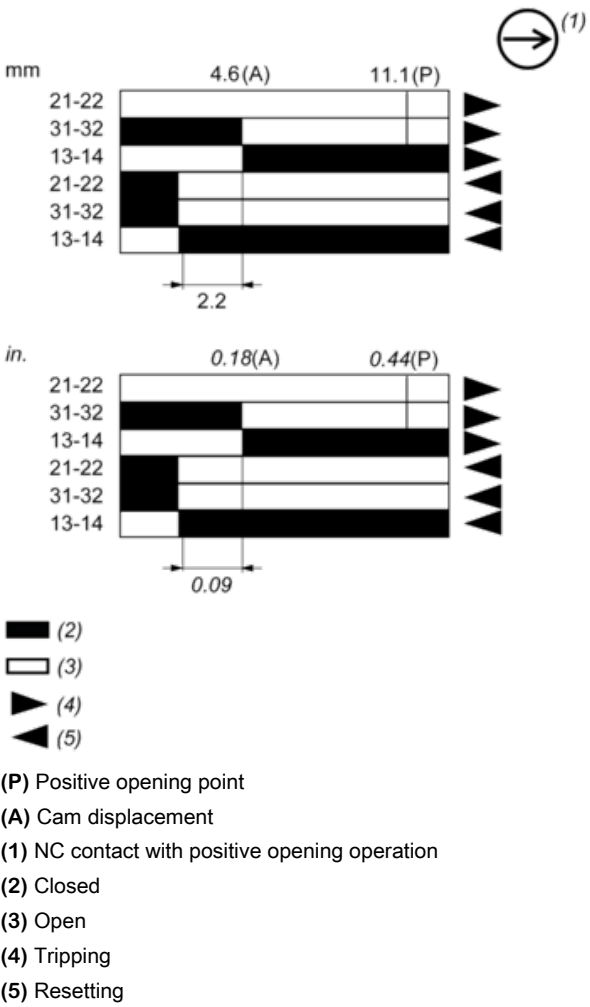 (1)
mm 4.6(A) 11.1(P)
21-22
31-32
13-14
21-22
31-32
13-14
2.2
in. 0.18(A) 0.44(P)
21-22
31-32
13-14
21-22
31-32
13-14
0.09
(2)
(3)
(4)
(5)
(P) Positive opening point
(A) Cam displacement
(1) NC contact with positive opening operation
(2) Closed
(3) Open
(4) Tripping
(5) Resetting